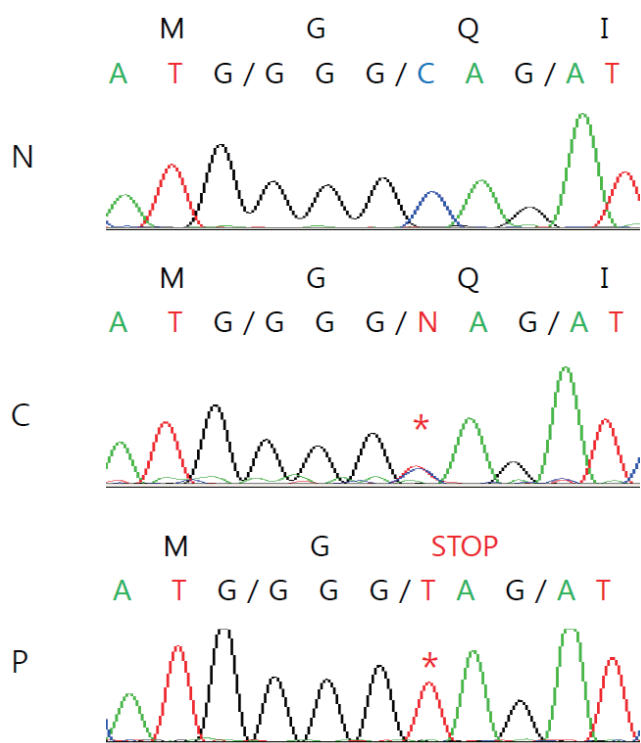 M G Q I
A T G / G G G / C A G / A T
N
M G Q I
A T G / G G G / N A G / A T
*
C
M G STOP
A T G / G G G / T A G / A T
*
P